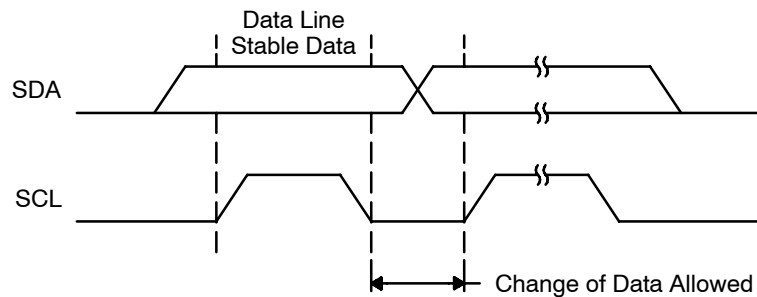 Data Line
Stable Data
SDA
SCL
Change of Data Allowed